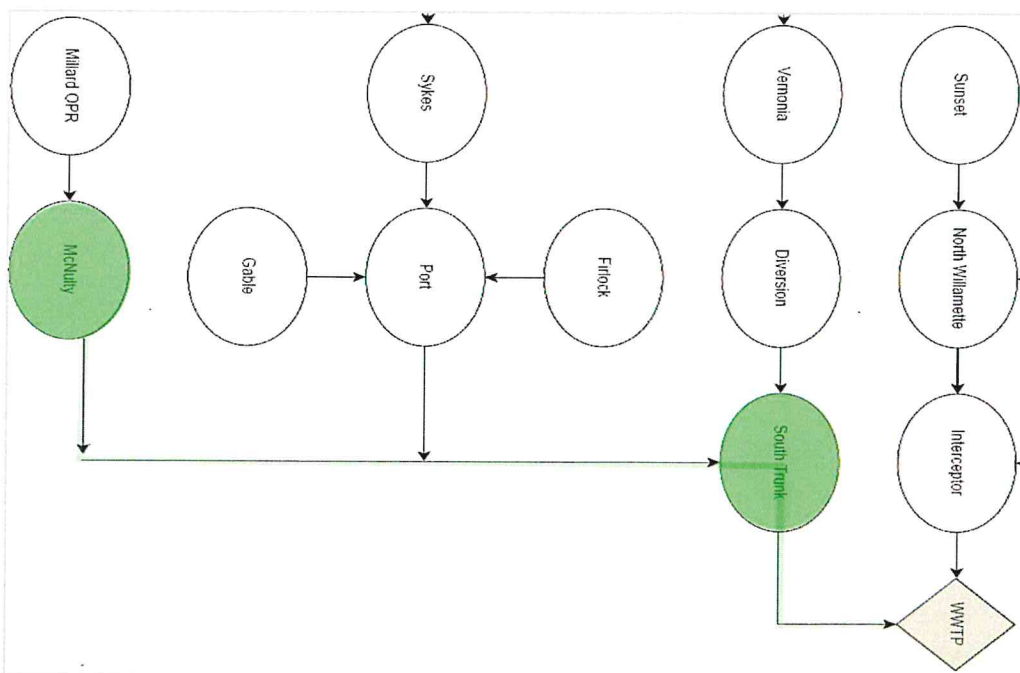 Millard OPR
Sykes
Vernonia
Sunset
McNulty
Gable
Port
Firlock
Diversion
North Willamette
South Trunk
Interceptor
WWTP